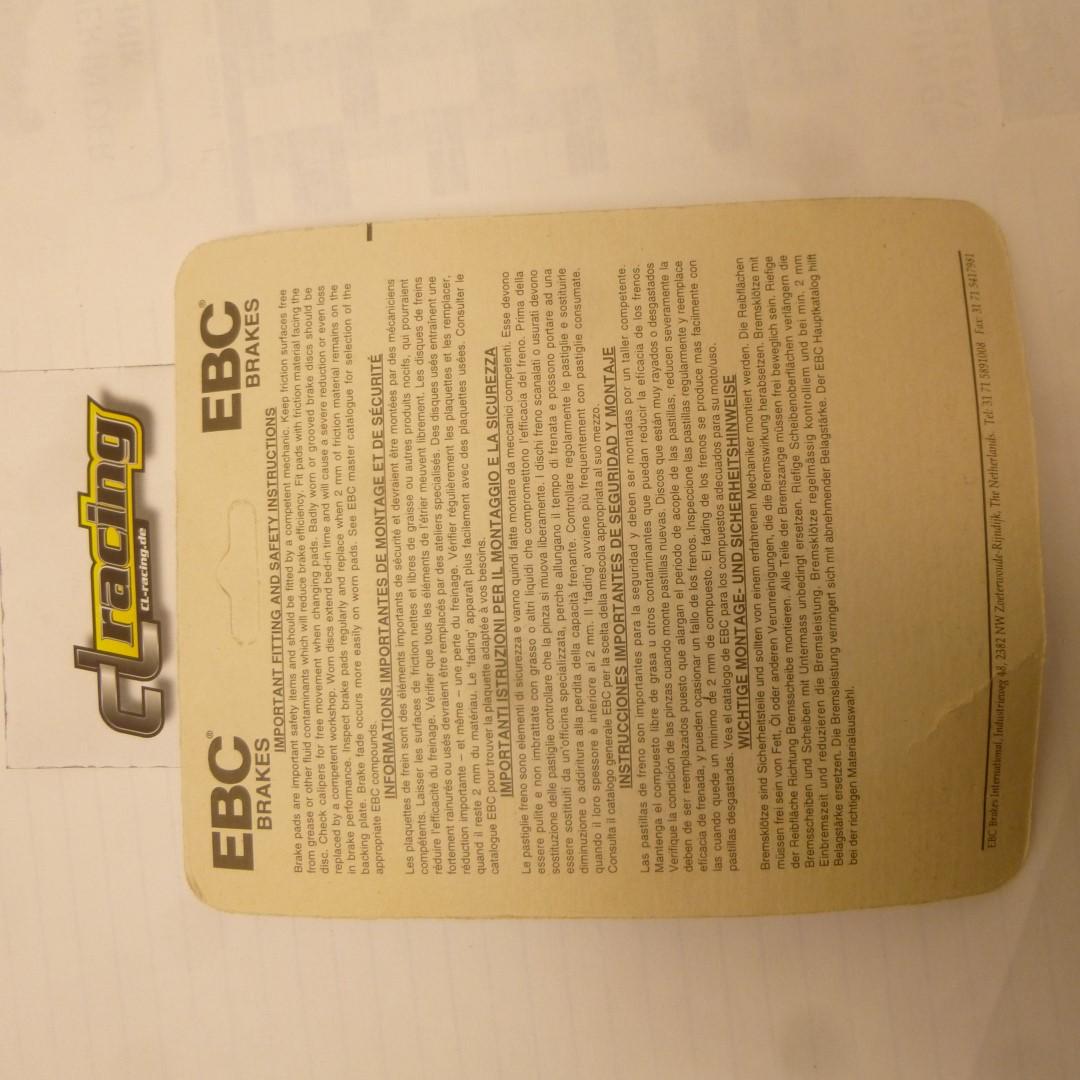 CL racing
CL-racing.de
EBC® EBC®
BRAKES BRAKES
IMPORTANT FITTING AND SAFETY INSTRUCTIONS
Brake pads are important safety items and should be fitted by a competent mechanic. Keep friction surfaces free
from grease or other fluid contaminants which will reduce brake efficiency. Fit pads with friction material facing the
disc. Check calipers for free movement when changing pads. Badly worn or grooved brake discs should be
replaced by a competent workshop. Worn discs extend bed-in time and will cause a severe reduction or even loss
in brake performance. Inspect brake pads regularly and replace when 2 mm of friction material remains on the
backing plate. Brake fade occurs more easily on worn pads. See EBC master catalogue for selection of the
appropriate EBC compounds.
INFORMATIONS IMPORTANTES DE MONTAGE ET DE SÉCURITÉ
Les plaquettes de frein sont des éléments importants de sécurité et devraient être montées par des mécaniciens
compétents. Laisser les surfaces de friction nettes et libres de graisse ou autres produits nocifs, qui pourraient
réduire l'efficacité du freinage. Vérifier que tous les éléments de l'étrier meuvent librement. Les disques de freins
fortement rainurés ou usés devraient être remplacés par des ateliers specialisés. Des disques usés entraînent une
réduction importante – et même – une perte du freinage. Vérifier régulièrement les plaquettes et les remplacer,
quand il reste 2 mm du matériau. Le 'fading' apparaît plus facilement avec des plaquettes usées. Consulter le
catalogue EBC pour trouver la plaquette adaptée à vos besoins.
IMPORTANTI ISTRUZIONI PER IL MONTAGGIO E LA SICUREZZA
Le pastiglie freno sono elementi di sicurezza e vanno quindi fatte montare da meccanici competenti. Esse devono
essere pulite e non imbrattate con grasso o altri liquidi che compromettono l'efficacia del freno. Prima della
sostituzione delle pastiglie controllare che la pinza si muova liberamente. I dischi freno scanalati o usurati devono
essere sostituiti da un'officina specializzata, perche allungano il tempo di frenata e possono portare ad una
diminuzione o addiritura alla perdita della capacità frenante. Controllare regolarmente le pastiglie e sostituirle
quando il loro spessore è inferiore al 2 mm. Il 'fading' avviene più frequentemente con pastiglie consumate.
Consulta il catalogo generale EBC per la scelta della mescola appropriata al suo mezzo.
INSTRUCCIONES IMPORTANTES DE SEGURIDAD Y MONTAJE
Las pastillas de freno son importantes para la seguridad y deben ser montadas por un taller competente.
Mantenga el compuesto libre de grasa u otros contaminantes que puedan reducir la eficacia de los frenos.
Verifique la condición de las pinzas cuando monte pastillas nuevas. Discos que están muy rayados o desgastados
deben de ser reemplazados puesto que alargan el periodo de acople de las pastillas, reducen severamente la
eficacia de frenada, y pueden ocasionar un fallo de los frenos. Inspeccione las pastillas regularmente y reemplace
las cuando quede un minimo de 2 mm de compuesto. El fading de los frenos se produce mas facilmente con
pastillas desgastadas. Vea el catálogo de EBC para los compuestos adecuados para su moto/uso.
WICHTIGE MONTAGE- UND SICHERHEITSHINWEISE
Bremsklötze sind Sicherheitsteile und sollten von einem erfahrenen Mechaniker montiert werden. Die Reibflächen
müssen frei sein von Fett, Öl oder anderen Verunreinigungen, die die Bremswirkung herabsetzen. Bremsklötze mit
der Reibfläche Richtung Bremsscheibe montieren. Alle Teile der Bremszange müssen frei beweglich sein. Riefige
Bremsscheiben und Scheiben mit Untermass unbedingt ersetzen. Riefige Scheibenoberflächen verlängern die
Einbremszeit und reduzieren die Bremsleistung. Bremsklötze regelmässig kontrolliern und bei min. 2 mm
Belagstärke ersetzen. Die Bremsleistung verringert sich mit abnehmender Belagstärke. Der EBC Hauptkatalog hilft
bei der richtigen Materialauswahl.
EBC Brakes International, Industrieweg 48, 2382 NW Zoeterwoude-Rijndijk, The Netherlands. Tel: 31 71 5891008 Fax: 31 71 5417981